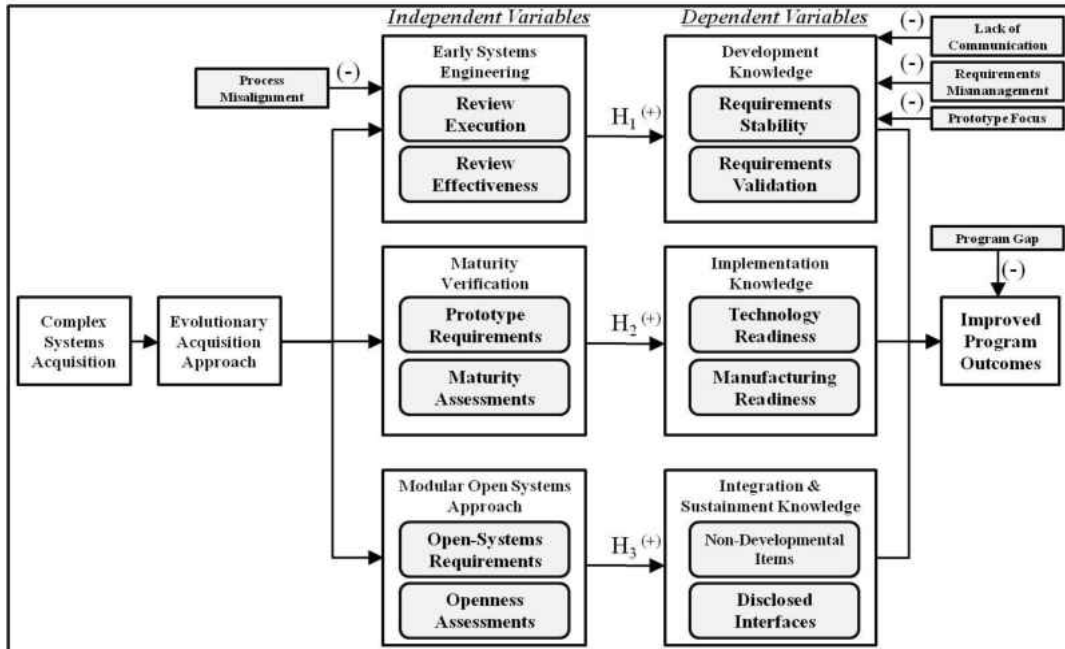 Independent Variables
Dependent Variables
Early Systems
Engineering
Review
Execution
Review
Effectiveness
Process
Misalignment
(-)
H1 (+)
Development
Knowledge
Requirements
Stability
Requirements
Validation
(-)
Lack of
Communication
(-)
Requirements
Mismanagement
(-)
Prototype Focus
Complex
Systems
Acquisition
Evolutionary
Acquisition
Approach
Maturity
Verification
Prototype
Requirements
Maturity
Assessments
H2 (+)
Implementation
Knowledge
Technology
Readiness
Manufacturing
Readiness
Program Gap
(-)
Improved
Program
Outcomes
Modular Open Systems
Approach
Open-Systems
Requirements
Openness
Assessments
H3 (+)
Integration &
Sustainment Knowledge
Non-Developmental
Items
Disclosed
Interfaces